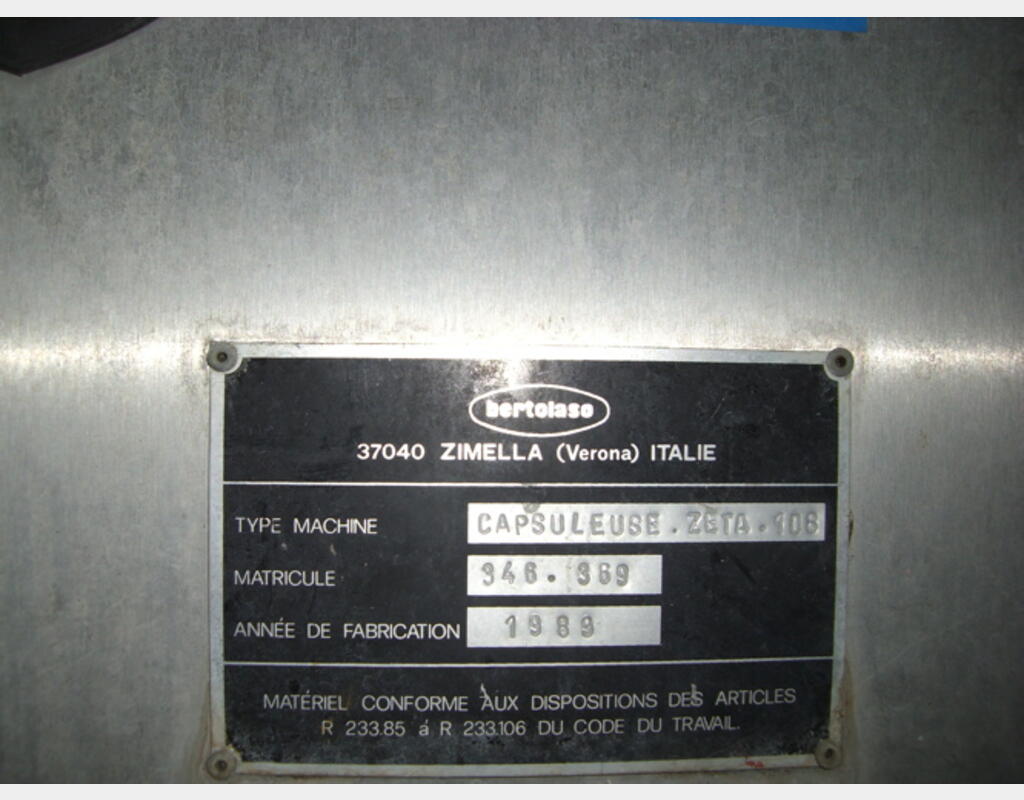 bertolaso
37040 ZIMELLA (Verona) ITALIE
TYPE MACHINE CAPSULEUSE. ZETA. 108
MATRICULE 346. 369
ANNÉE DE FABRICATION 1989
MATÉRIEL CONFORME AUX DISPOSITIONS DES ARTICLES
R 233.85 á R 233.106 DU CODE DU TRAVAIL.